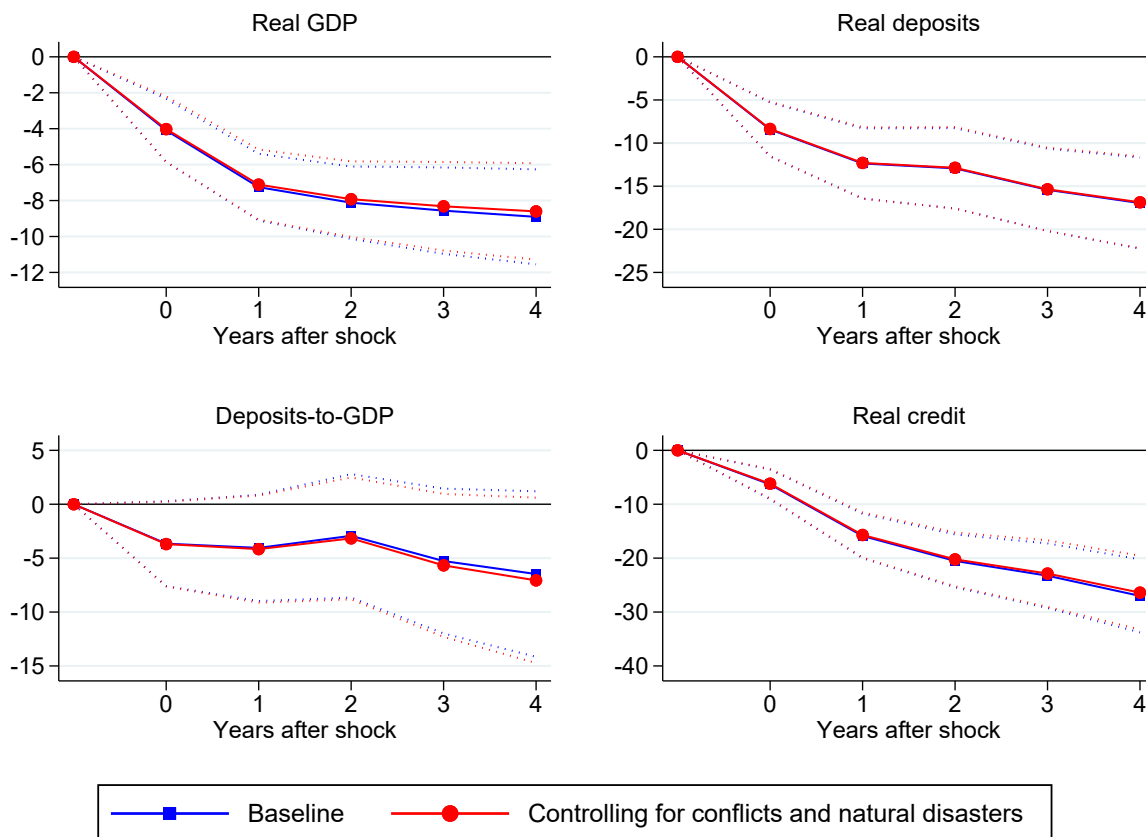 Real GDP
0
-2
-4
-6
-8
-10
-12
0 1 2 3 4
Years after shock
Real deposits
0
-5
-10
-15
-20
-25
0 1 2 3 4
Years after shock
Deposits-to-GDP
5
0
-5
-10
-15
0 1 2 3 4
Years after shock
Real credit
0
-10
-20
-30
-40
0 1 2 3 4
Years after shock
Baseline
Controlling for conflicts and natural disasters